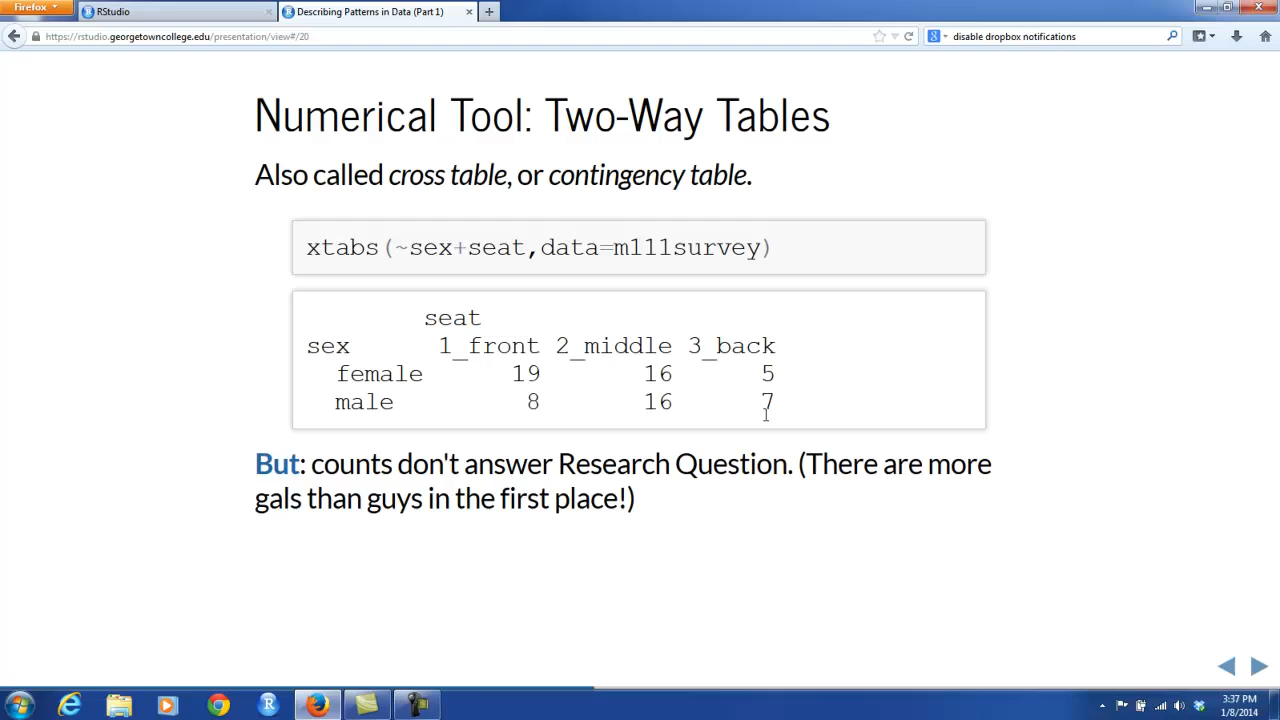 Firefox
RStudio
Describing Patterns in Data (Part 1)
https://rstudio.georgetowncollege.edu/presentation/view#/20
disable dropbox notifications
Numerical Tool: Two-Way Tables
Also called cross table, or contingency table.
xtabs(~sex+seat,data=m111survey)
seat
sex 1_front 2_middle 3_back
female 19 16 5
male 8 16 7
But: counts don't answer Research Question. (There are more
gals than guys in the first place!)
3:37 PM
1/8/2014